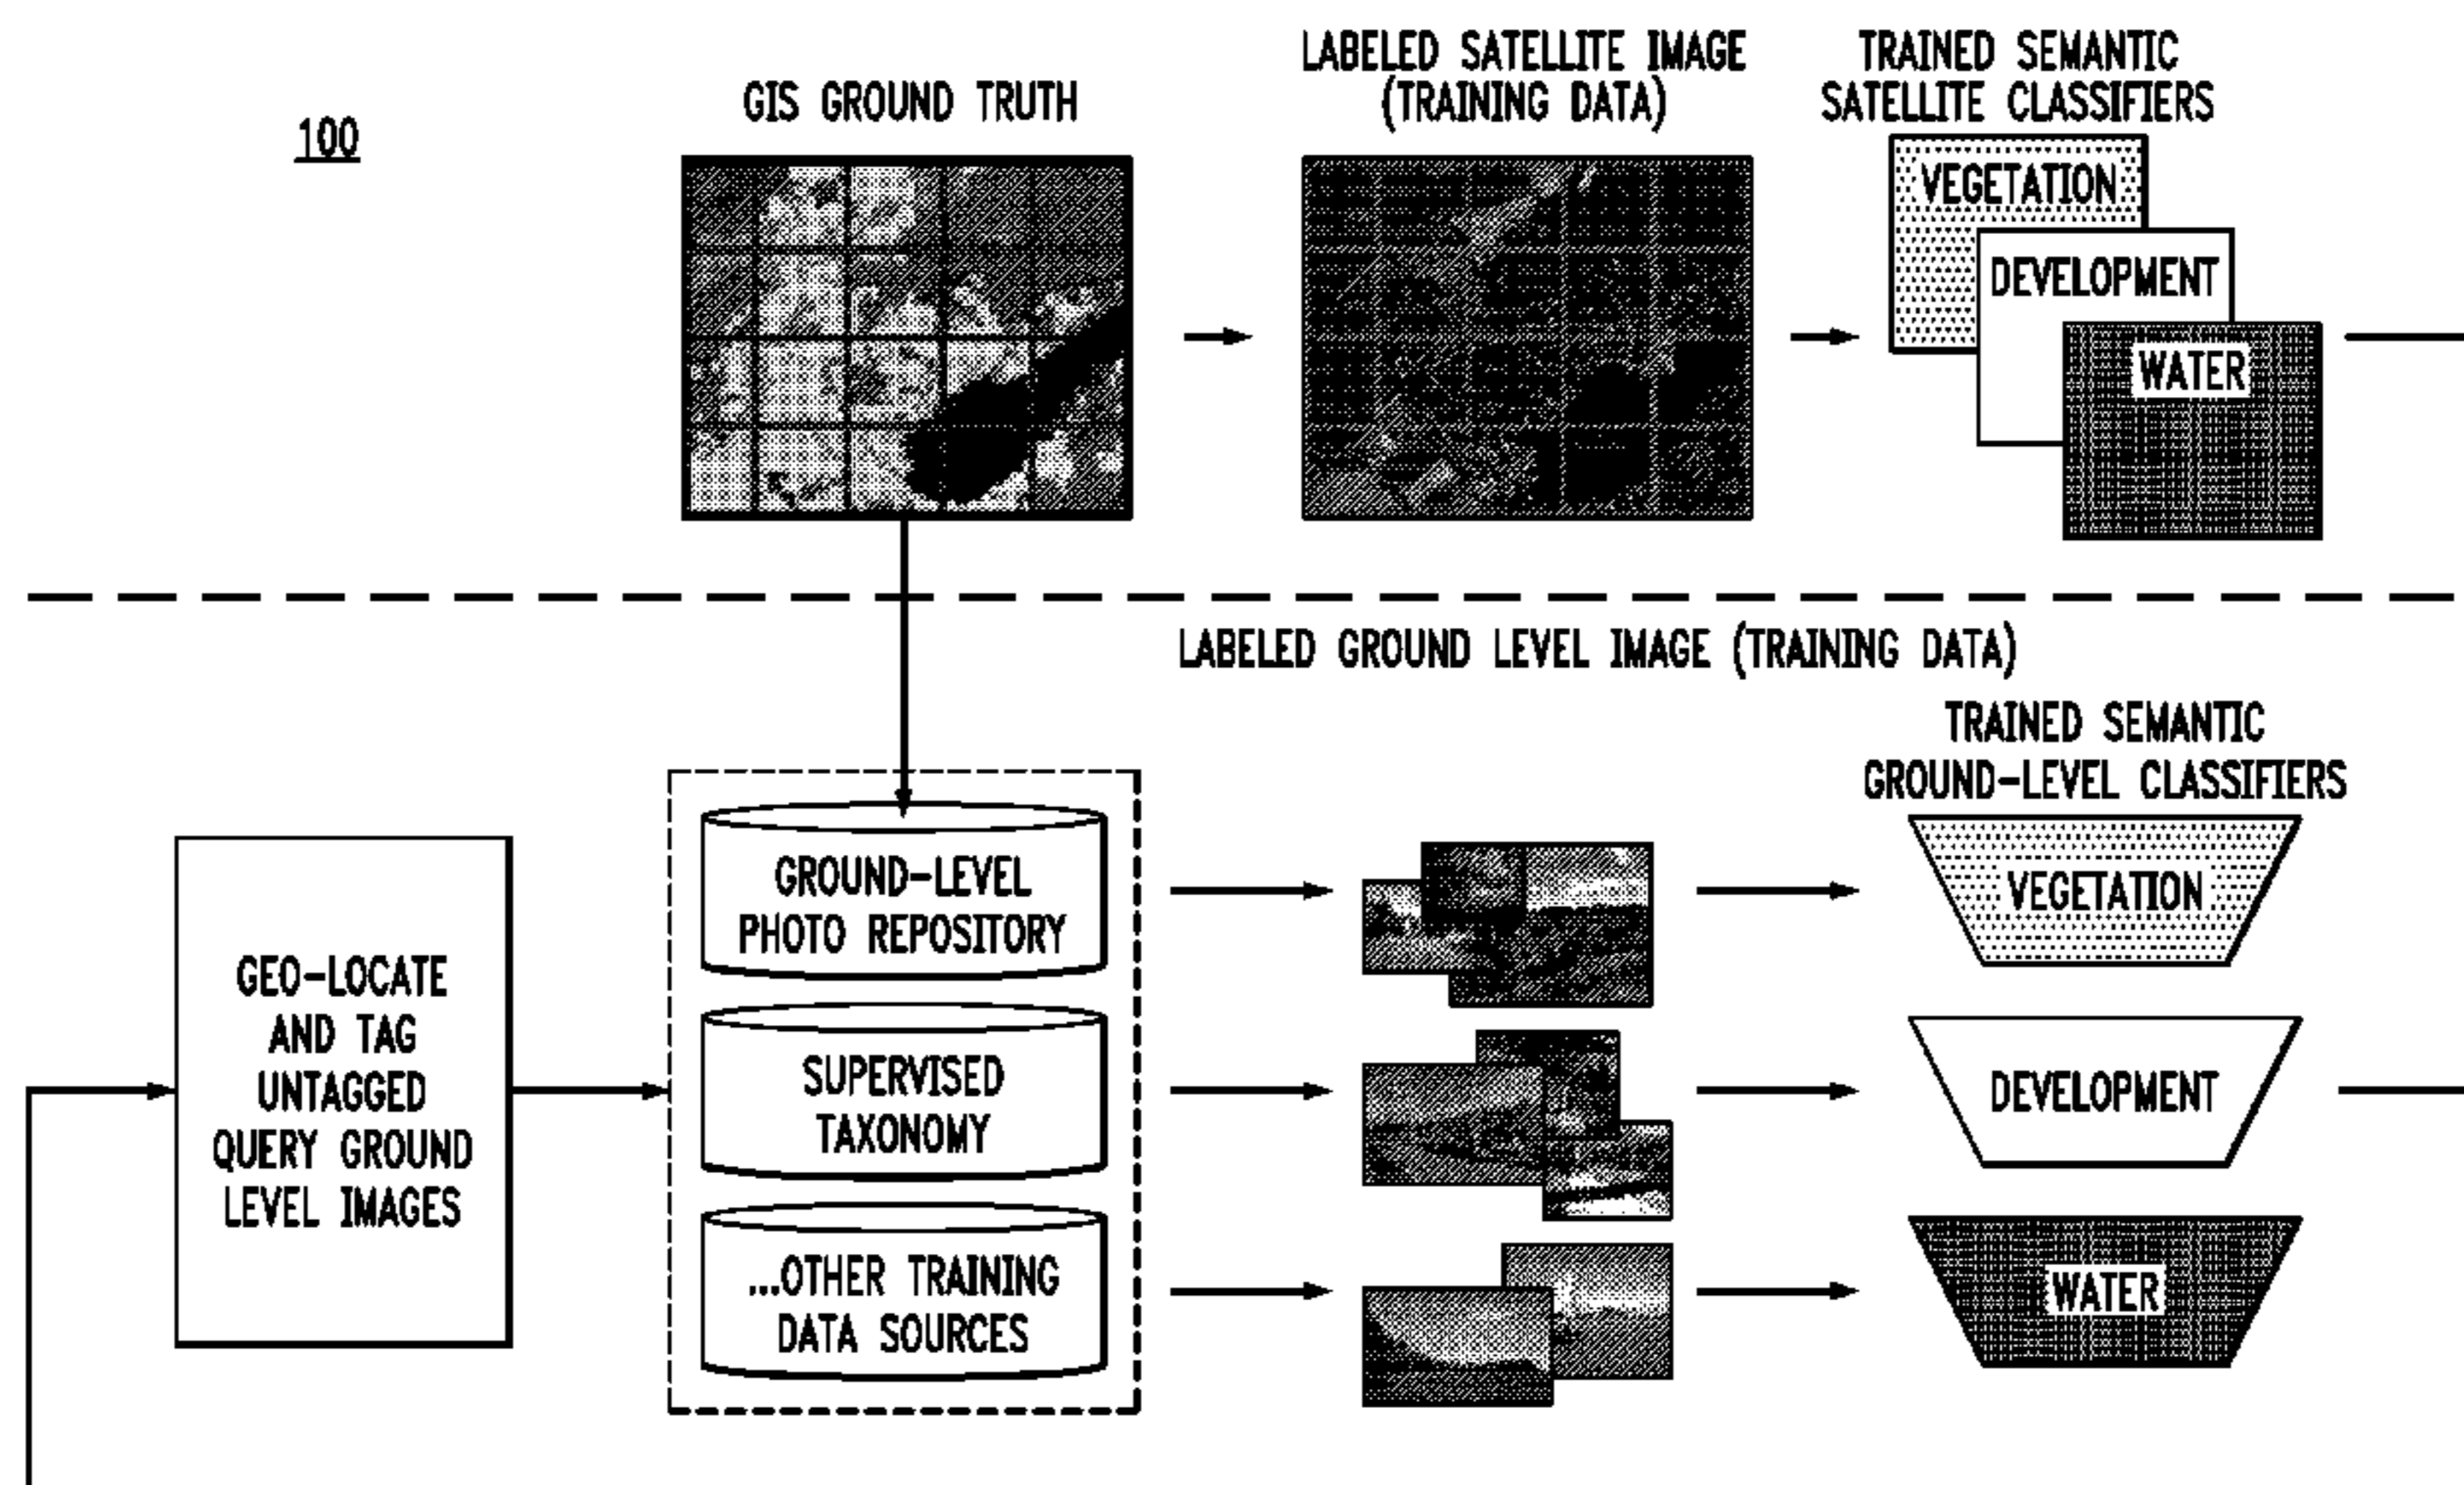 100
GIS GROUND TRUTH
LABELED SATELLITE IMAGE
(TRAINING DATA)
TRAINED SEMANTIC
SATELLITE CLASSIFIERS
VEGETATION
DEVELOPMENT
WATER
LABELED GROUND LEVEL IMAGE (TRAINING DATA)
GEO-LOCATE
AND TAG
UNTAGGED
QUERY GROUND
LEVEL IMAGES
GROUND-LEVEL
PHOTO REPOSITORY
SUPERVISED
TAXONOMY
...OTHER TRAINING
DATA SOURCES
TRAINED SEMANTIC
GROUND-LEVEL CLASSIFIERS
VEGETATION
DEVELOPMENT
WATER